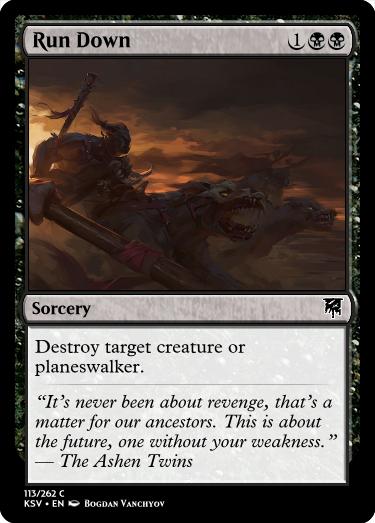 Run Down 1
Sorcery
Destroy target creature or
planeswalker.
“It's never been about revenge, that's a
matter for our ancestors. This is about
the future, one without your weakness.”
— The Ashen Twins
113/262 C
KSV • EN Bogdan Vanchyov